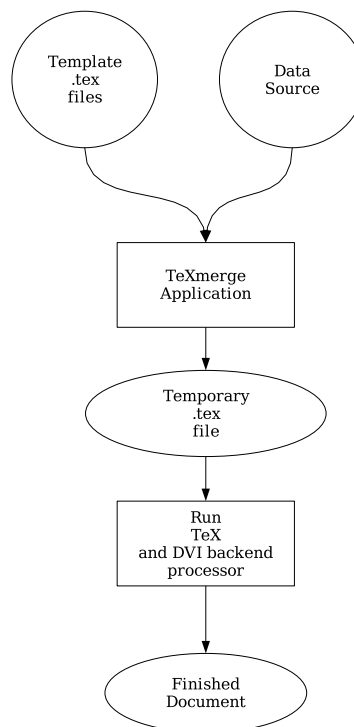 Template
.tex
files
Data
Source
TeXmerge
Application
Temporary
.tex
file
Run
TeX
and DVI backend
processor
Finished
Document